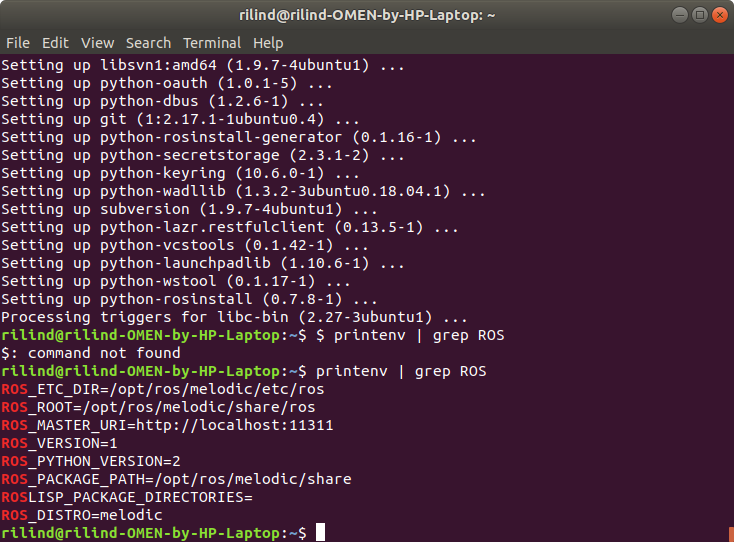 rilind@rilind-OMEN-by-HP-Laptop: ~
File Edit View Search Terminal Help
Setting up libsvn1:amd64 (1.9.7-4ubuntu1) ...
Setting up python-oauth (1.0.1-5) ...
Setting up python-dbus (1.2.6-1) ...
Setting up git (1:2.17.1-1ubuntu0.4) ...
Setting up python-rosinstall-generator (0.1.16-1) ...
Setting up python-secretstorage (2.3.1-2) ...
Setting up python-keyring (10.6.0-1) ...
Setting up python-wadllib (1.3.2-3ubuntu0.18.04.1) ...
Setting up subversion (1.9.7-4ubuntu1) ...
Setting up python-lazr.restfulclient (0.13.5-1) ...
Setting up python-vcstools (0.1.42-1) ...
Setting up python-launchpadlib (1.10.6-1) ...
Setting up python-wstool (0.1.17-1) ...
Setting up python-rosinstall (0.7.8-1) ...
Processing triggers for libc-bin (2.27-3ubuntu1) ...
rilind@rilind-OMEN-by-HP-Laptop:~$ $ printenv | grep ROS
$: command not found
rilind@rilind-OMEN-by-HP-Laptop:~$ printenv | grep ROS
ROS_ETC_DIR=/opt/ros/melodic/etc/ros
ROS_ROOT=/opt/ros/melodic/share/ros
ROS_MASTER_URI=http://localhost:11311
ROS_VERSION=1
ROS_PYTHON_VERSION=2
ROS_PACKAGE_PATH=/opt/ros/melodic/share
ROSLISP_PACKAGE_DIRECTORIES=
ROS_DISTRO=melodic
rilind@rilind-OMEN-by-HP-Laptop:~$